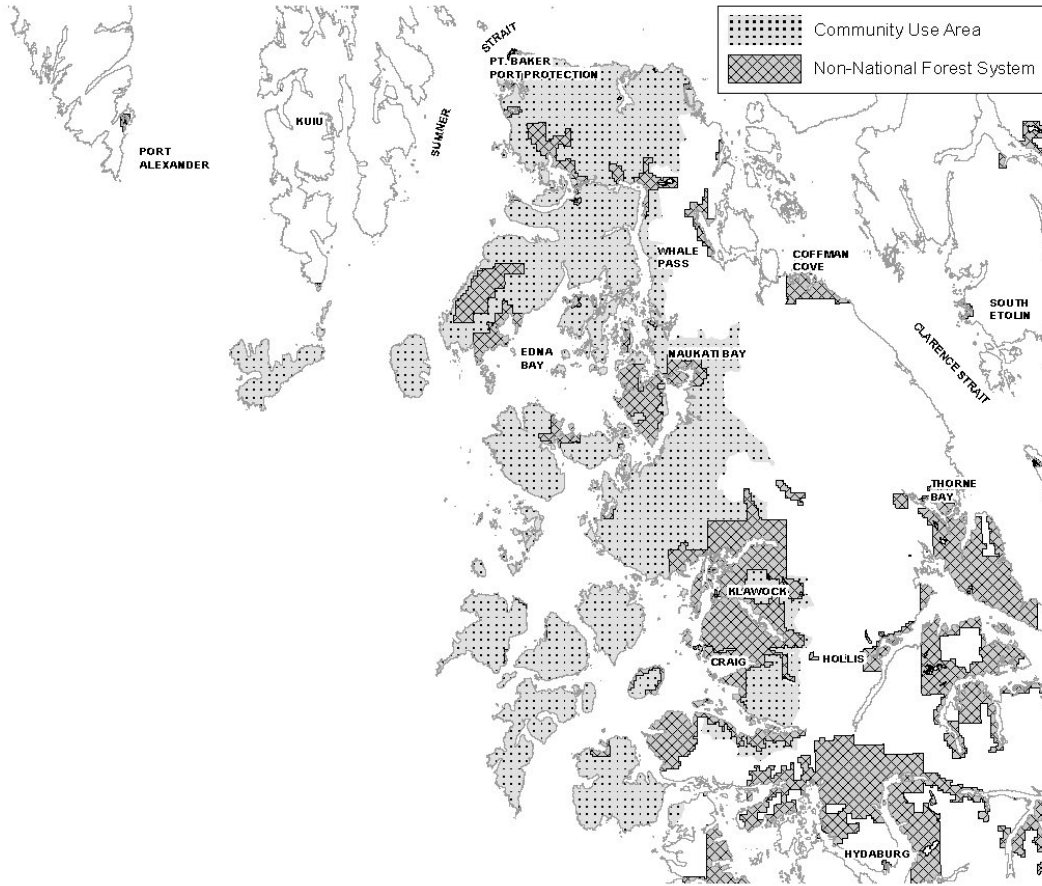 Community Use Area
Non-National Forest System
STRAIT
PT. BAKER
PORT PROTECTION
KUIU
SUMNER
PORT
ALEXANDER
WHALE
PASS
COFFMAN
COVE
SOUTH
ETOLIN
CLARENCE STRAIT
EDNA
BAY
NAUKATI BAY
THORNE
BAY
KLAWOCK
CRAIG
HOLLIS
HYDABURG